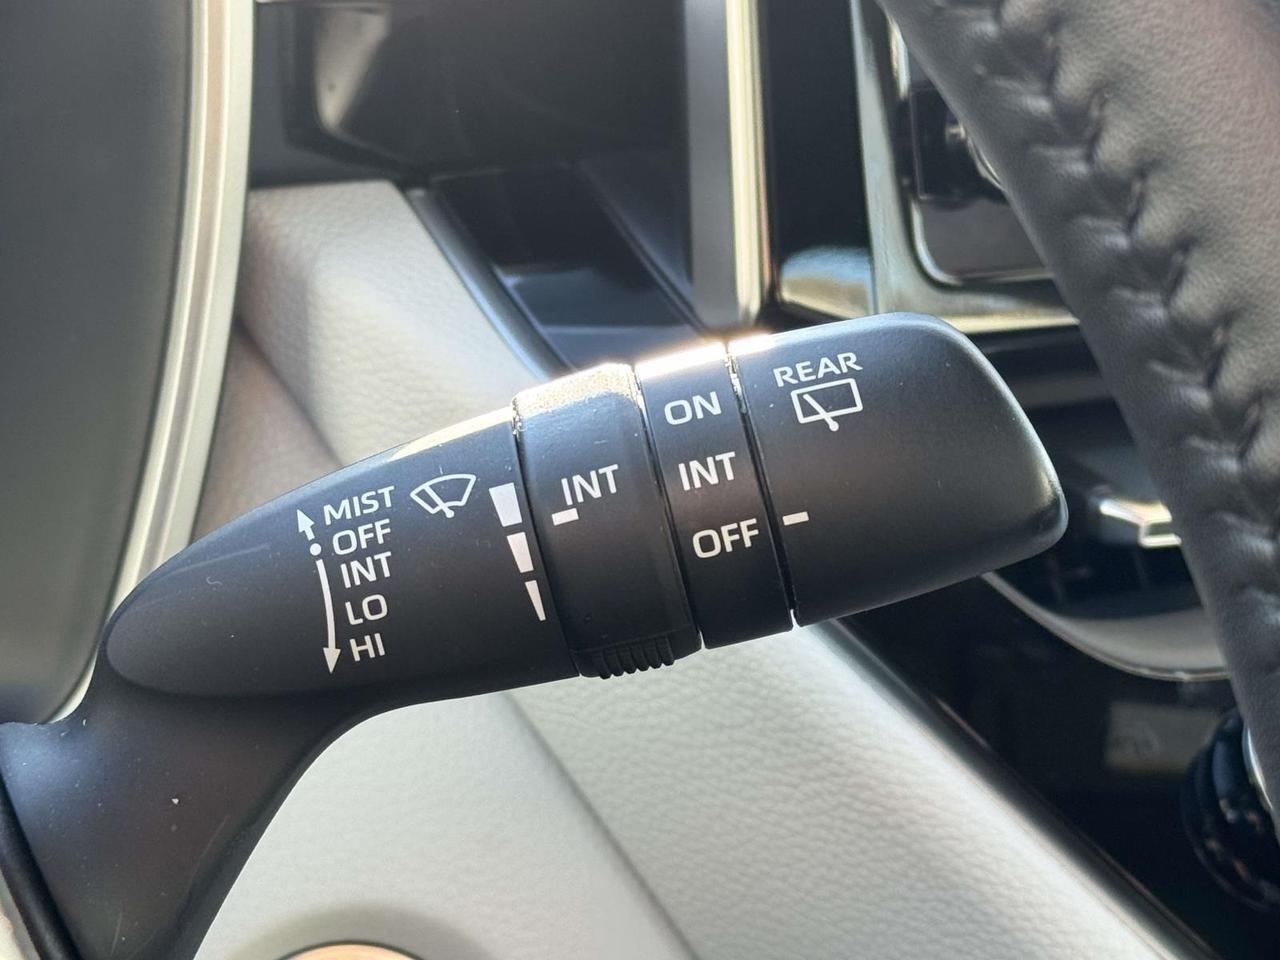 MIST
OFF
INT
LO
HI
INT
ON
INT
OFF
REAR